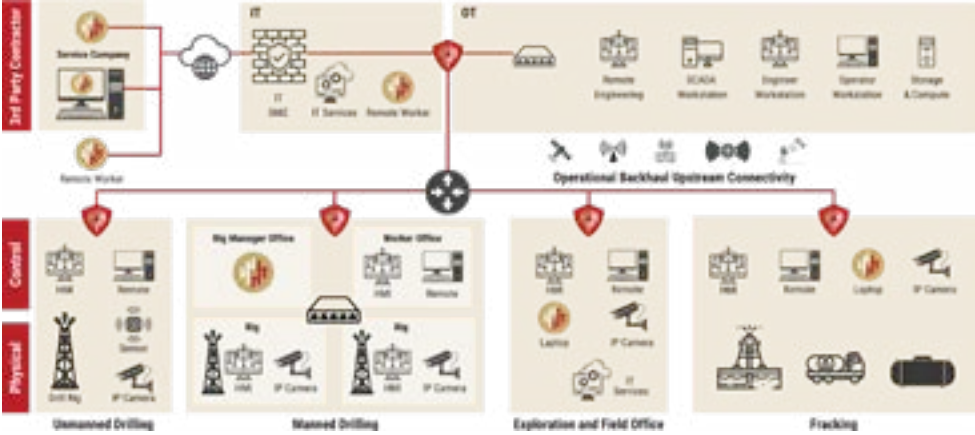 3rd Party Contractor
Service Company
Remote Worker
IT
IT
DMZ
IT Services
Remote Worker
OT
Remote
Engineering
SCADA
Workstation
Engineer
Workstation
Operator
Workstation
Storage
& Compute
Operational Backhaul Upstream Connectivity
Control
Physical
HMI
Remote
Drill Rig
Sensor
IP Camera
Unmanned Drilling
Rig Manager Office
Worker Office
HMI
Remote
Rig
HMI
IP Camera
Rig
HMI
IP Camera
Manned Drilling
HMI
Remote
Laptop
IP Camera
IT
Services
Exploration and Field Office
HMI
Remote
Laptop
IP Camera
Fracking